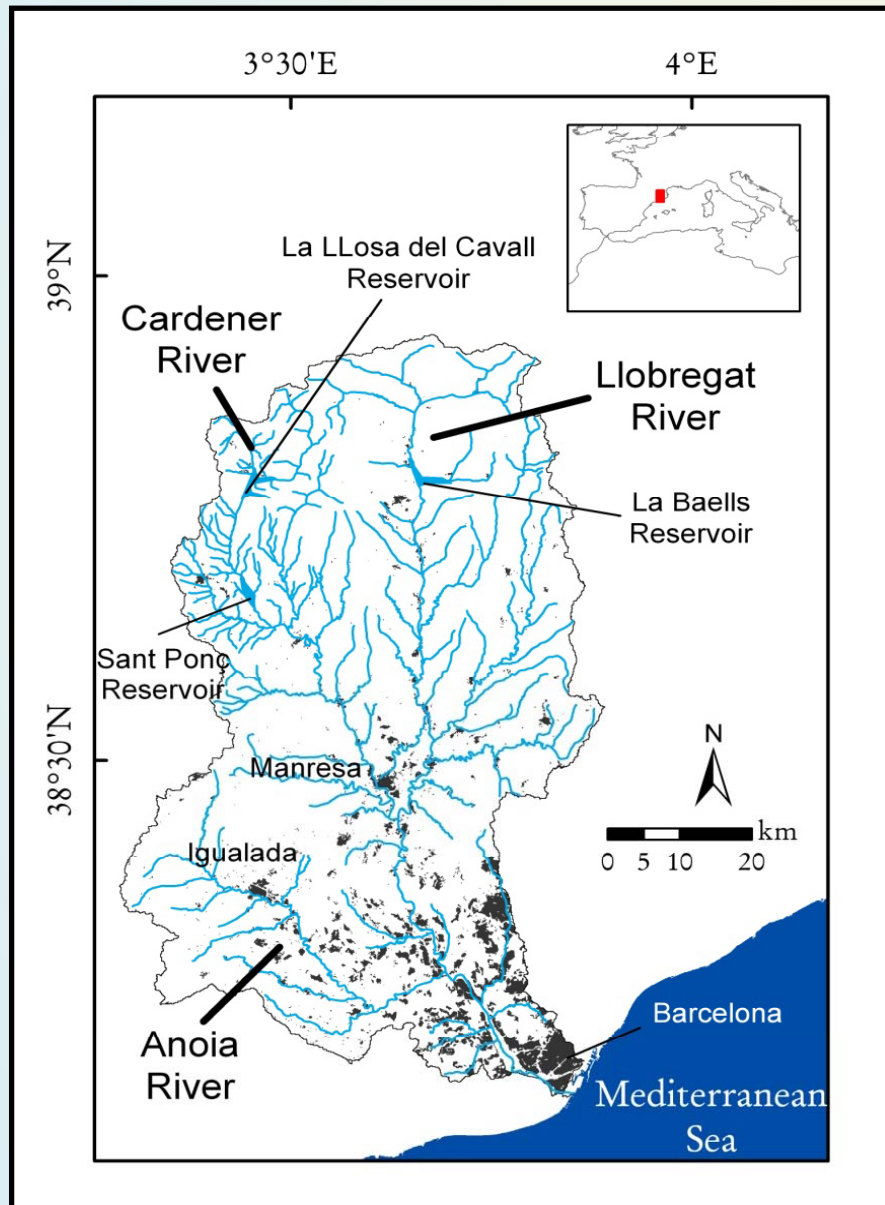 3°30'E
4°E
39°N
38°30'N
La LLosa del Cavall
Reservoir
Cardener
River
Llobregat
River
La Baells
Reservoir
Sant Ponç
Reservoir
Manresa
N
km
0 5 10 20
Igualada
Anoia
River
Barcelona
Mediterranean
Sea